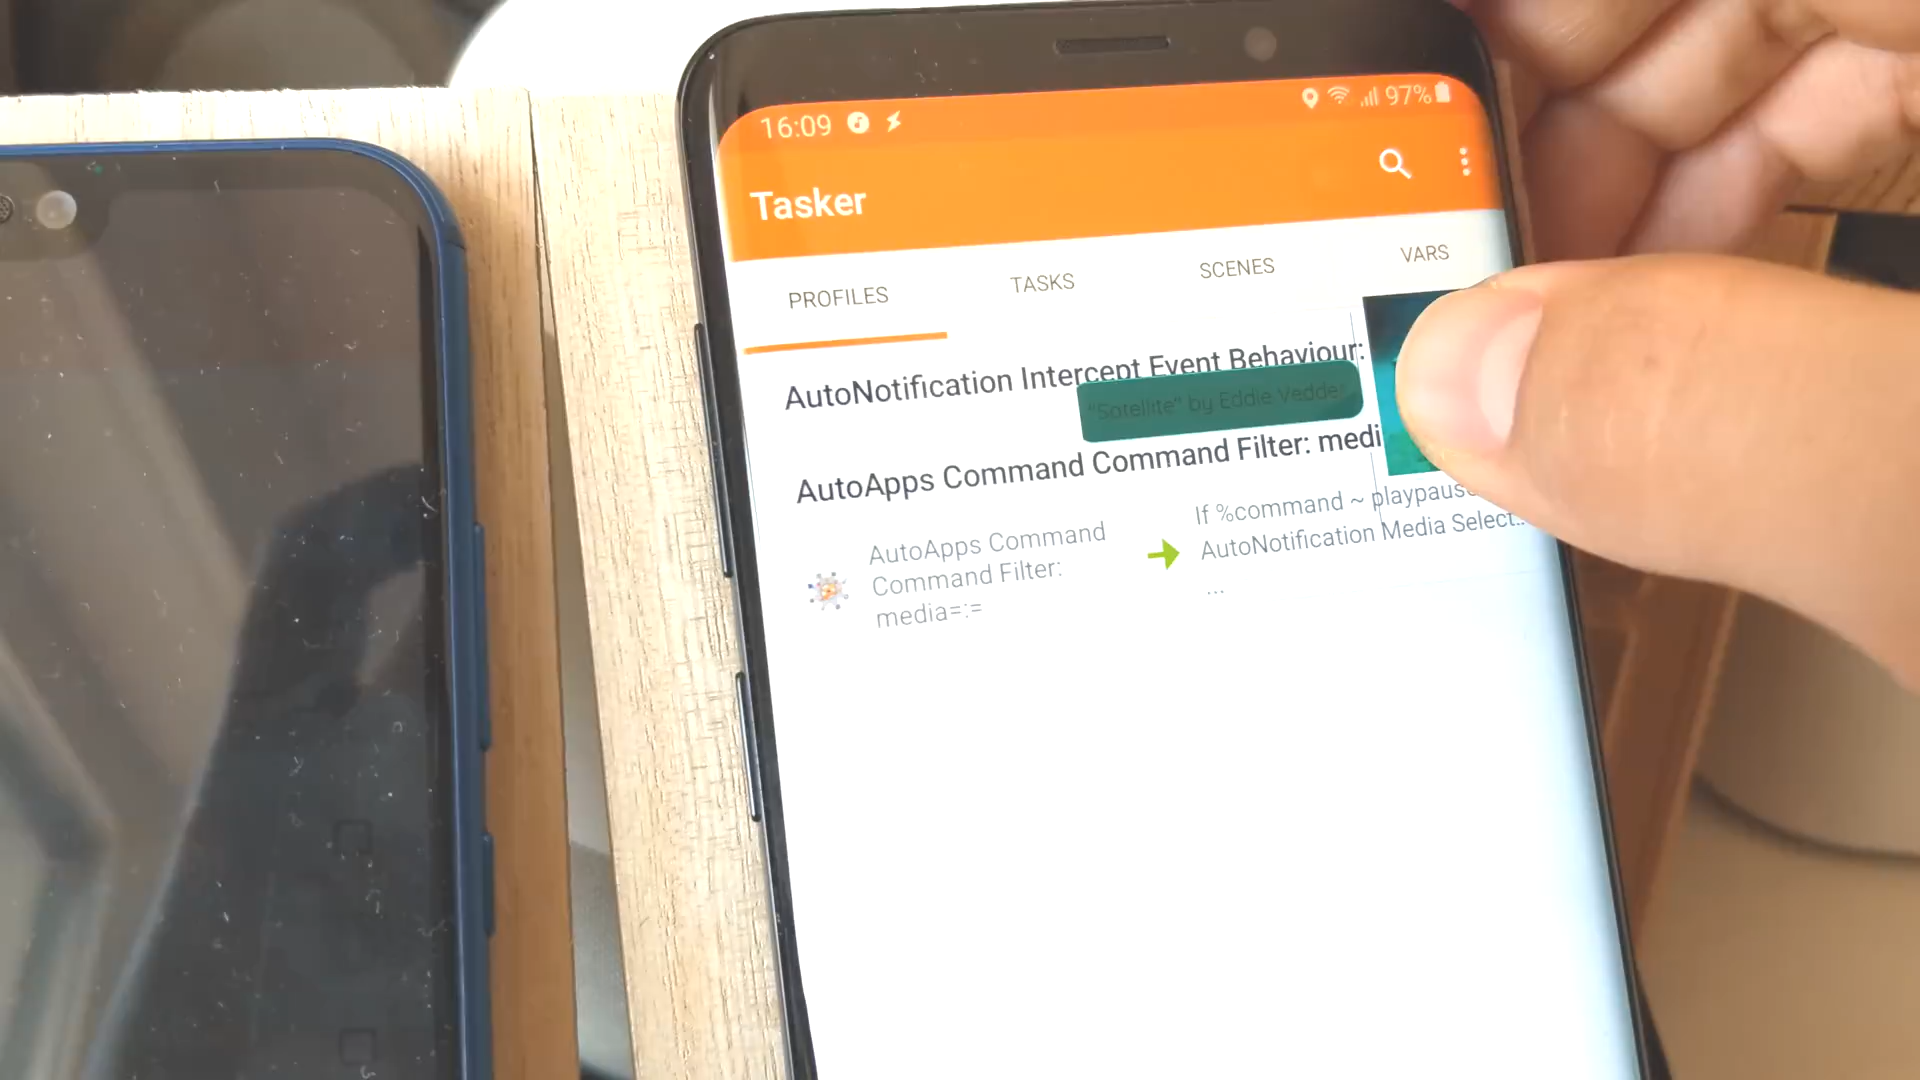 16:09
97%
Tasker
PROFILES
TASKS
SCENES
VARS
AutoNotification Intercept Event Behaviour:
"Satellite" by Eddie Vedder
AutoApps Command Command Filter: medi
AutoApps Command
Command Filter:
media=:=
If %command ~ playpause
AutoNotification Media Select..
...